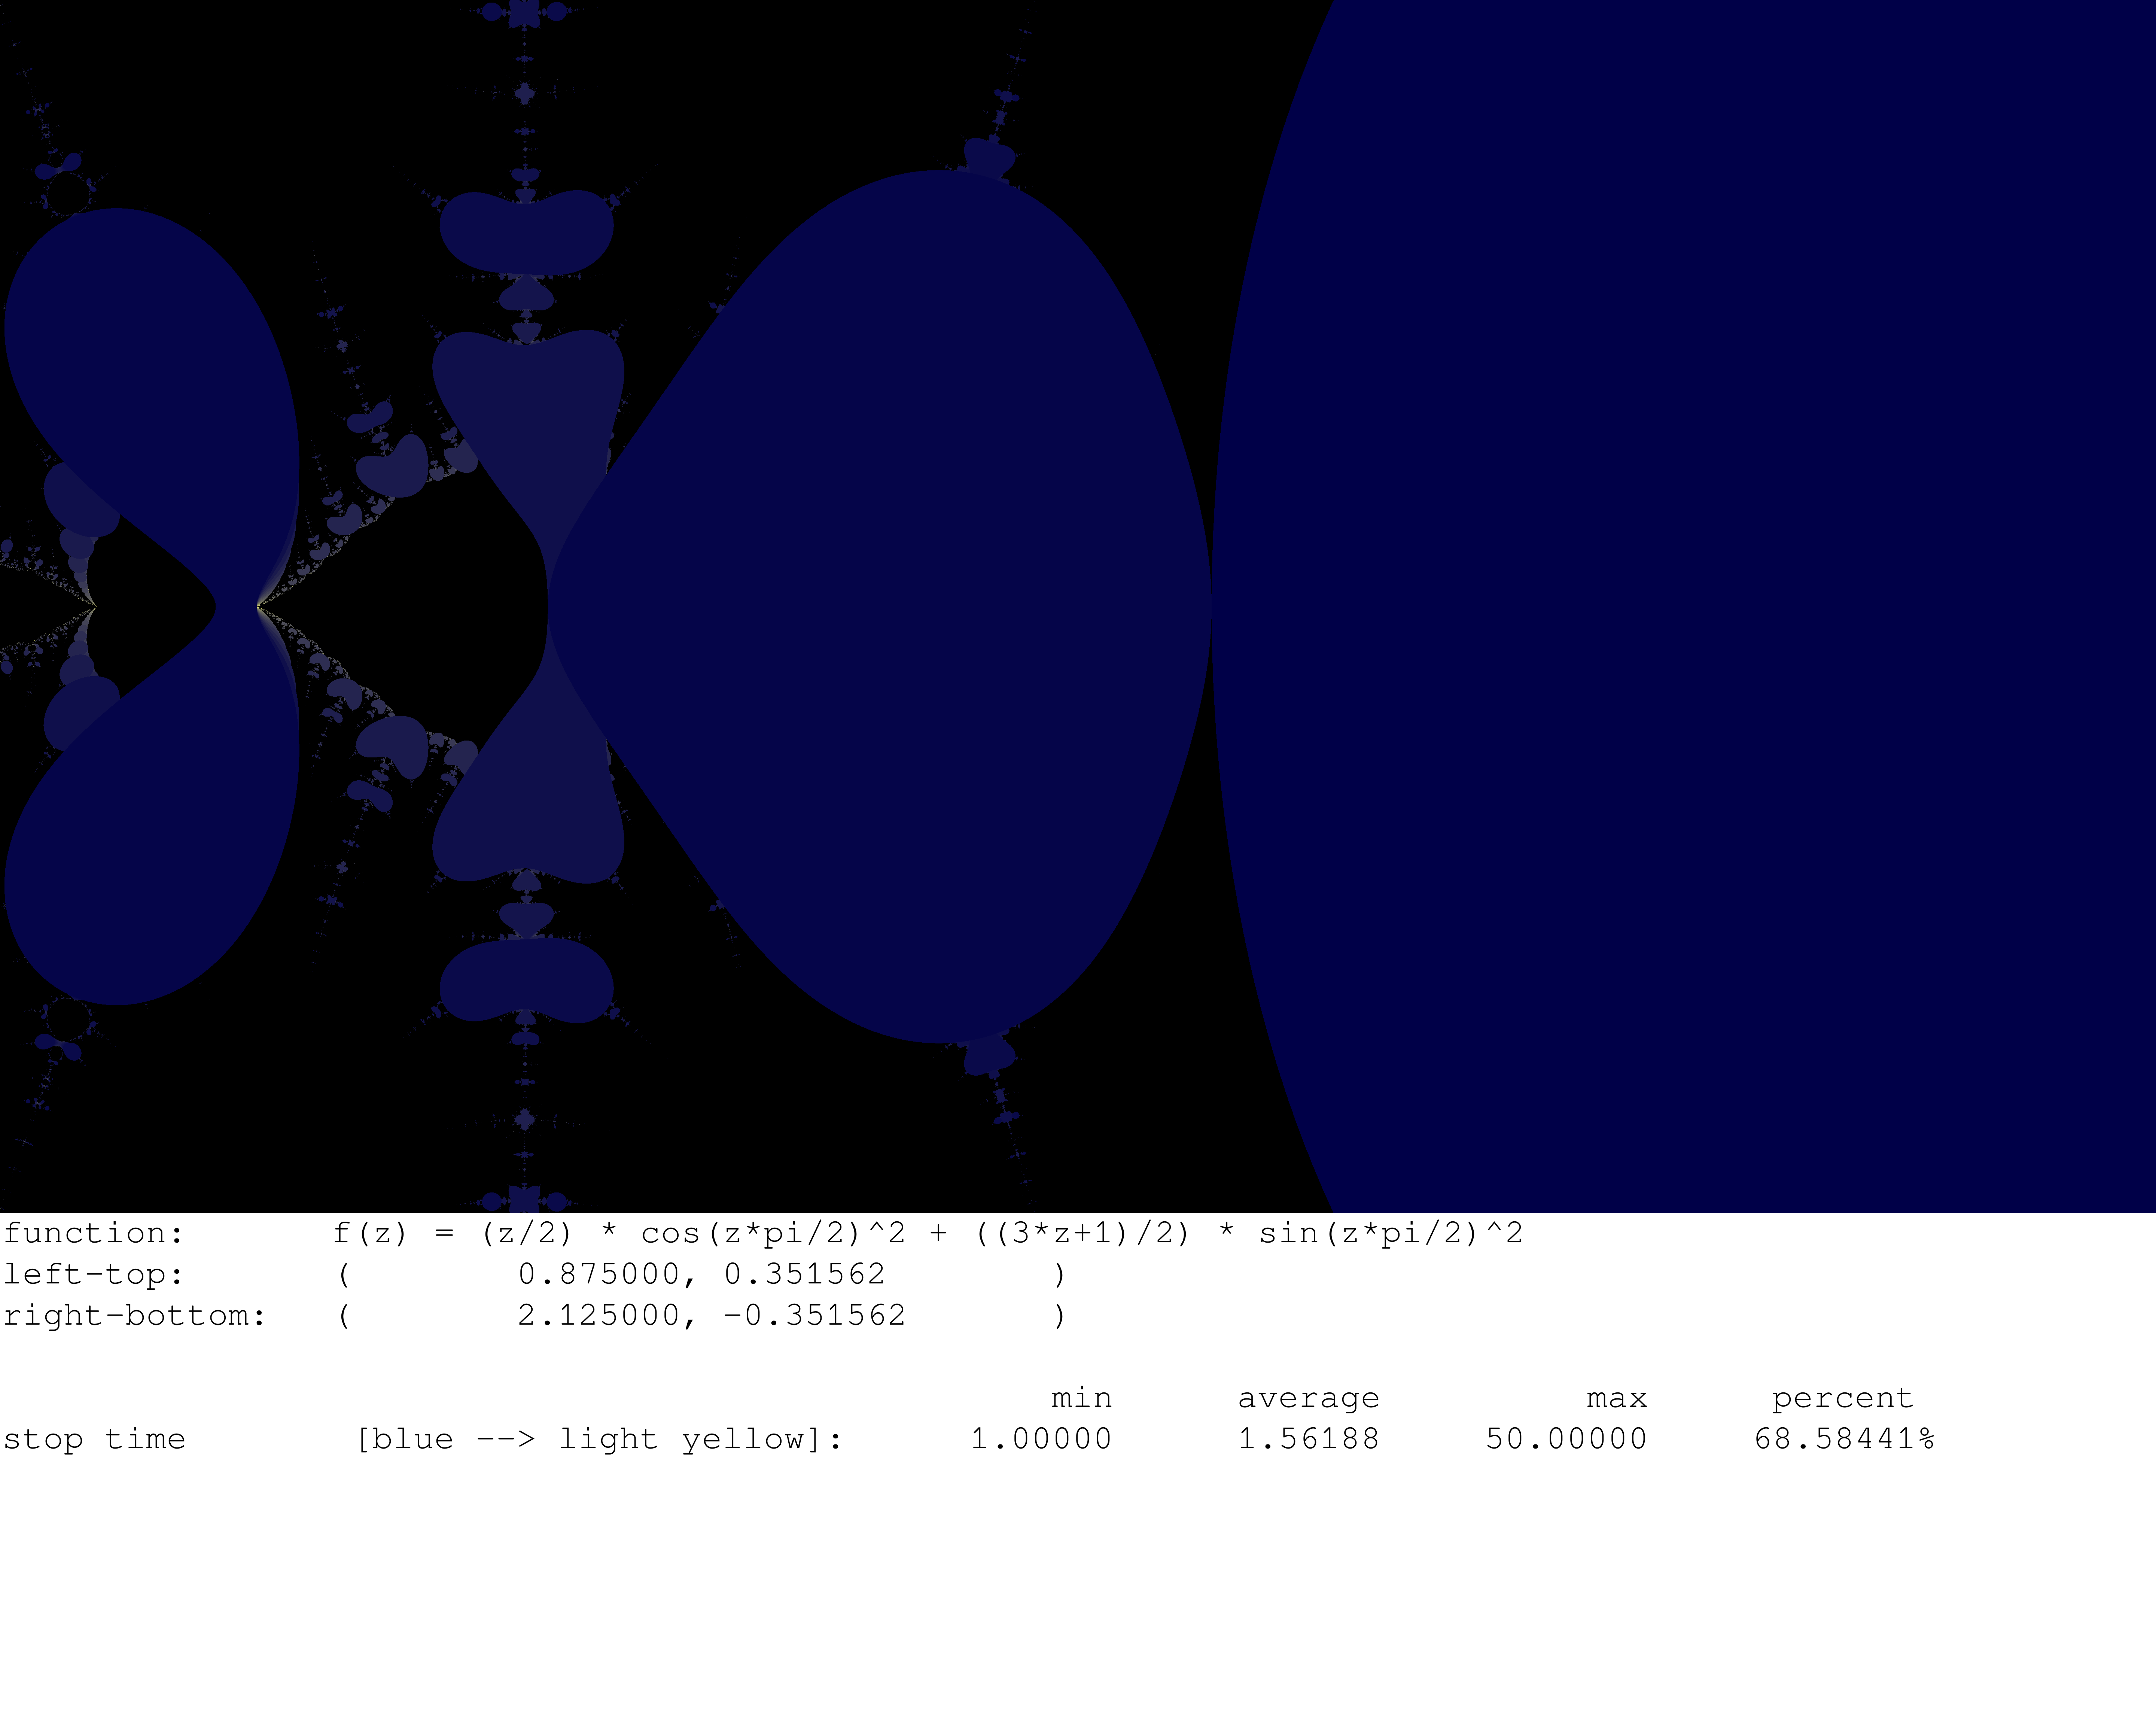 function: f(z) = (z/2) * cos(z*pi/2)^2 + ((3*z+1)/2) * sin(z*pi/2)^2
left-top: ( 0.875000, 0.351562 )
right-bottom: ( 2.125000, -0.351562 )
min average max percent
stop time [blue --> light yellow]: 1.00000 1.56188 50.00000 68.58441%